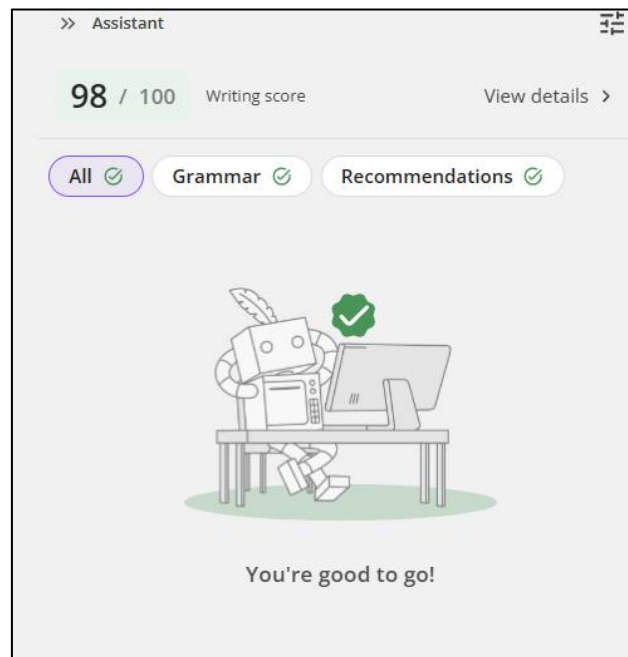 Assistant
98 / 100 Writing score View details
All Grammar Recommendations
You're good to go!